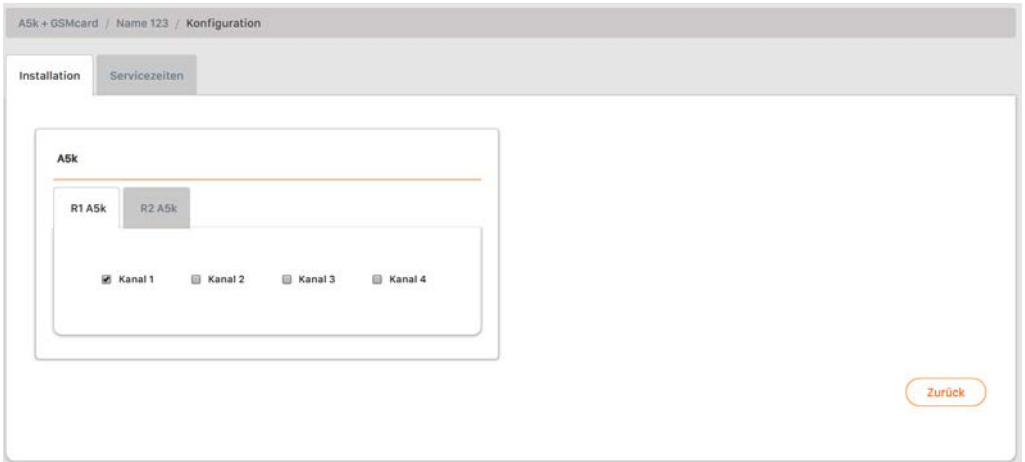 A5k + GSMcard / Name 123 / Konfiguration
Installation Servicezeiten
A5k
R1 A5k R2 A5k
Kanal 1 Kanal 2 Kanal 3 Kanal 4
Zurück